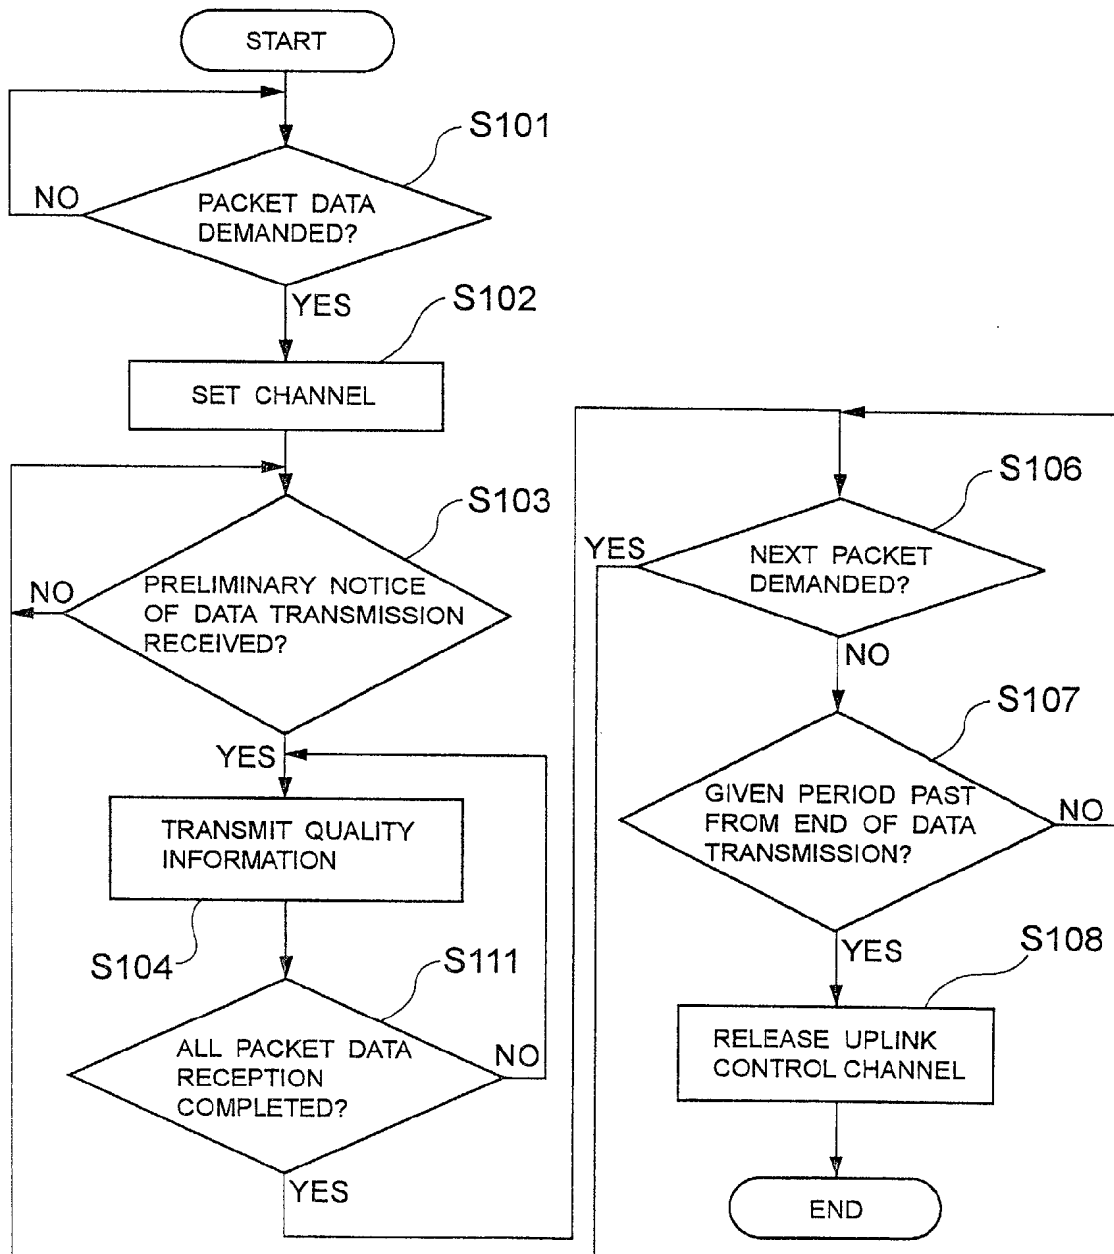 START
S101
NO
PACKET DATA
DEMANDED?
YES
S102
SET CHANNEL
S103
NO
PRELIMINARY NOTICE
OF DATA TRANSMISSION
RECEIVED?
YES
TRANSMIT QUALITY
INFORMATION
S104
S111
ALL PACKET DATA
RECEPTION
COMPLETED?
NO
YES
S106
YES
NEXT PACKET
DEMANDED?
NO
S107
GIVEN PERIOD PAST
FROM END OF DATA
TRANSMISSION?
NO
YES
S108
RELEASE UPLINK
CONTROL CHANNEL
END